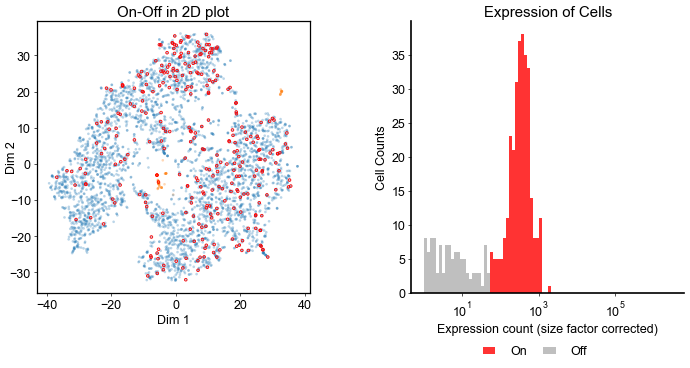 On-Off in 2D plot
Dim 2
30
20
10
0
−10
−20
−30
−40 −20 0 20 40
Dim 1
Expression of Cells
Cell Counts
35
30
25
20
15
10
5
0
10^1 10^3 10^5
Expression count (size factor corrected)
On Off